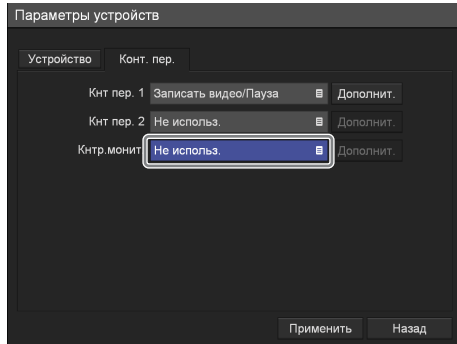 Параметры устройств
Устройство Конт. пер.
Кнт пер. 1 Записать видео/Пауза Дополнит.
Кнт пер. 2 Не использ. Дополнит.
Кнтр.монит Не использ. Дополнит.
Применить Назад